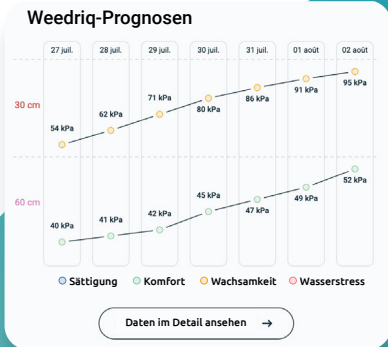 Weedriq-Prognosen
27 juil. 28 juil. 29 juil. 30 juil. 31 juil. 01 août 02 août
30 cm
54 kPa 62 kPa 71 kPa 80 kPa 86 kPa 91 kPa 95 kPa
60 cm
40 kPa 41 kPa 42 kPa 45 kPa 47 kPa 49 kPa 52 kPa
Sättigung Komfort Wachsamkeit Wasserstress
Daten im Detail ansehen →